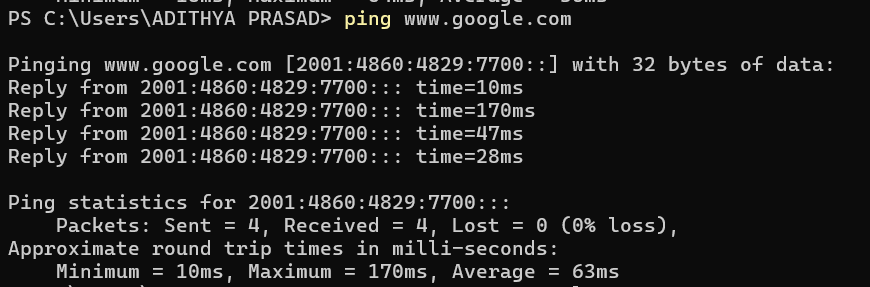 PS C:\Users\ADITHYA PRASAD> ping www.google.com
Pinging www.google.com [2001:4860:4829:7700::] with 32 bytes of data:
Reply from 2001:4860:4829:7700::: time=10ms
Reply from 2001:4860:4829:7700::: time=170ms
Reply from 2001:4860:4829:7700::: time=47ms
Reply from 2001:4860:4829:7700::: time=28ms
Ping statistics for 2001:4860:4829:7700:::
Packets: Sent = 4, Received = 4, Lost = 0 (0% loss),
Approximate round trip times in milli-seconds:
Minimum = 10ms, Maximum = 170ms, Average = 63ms